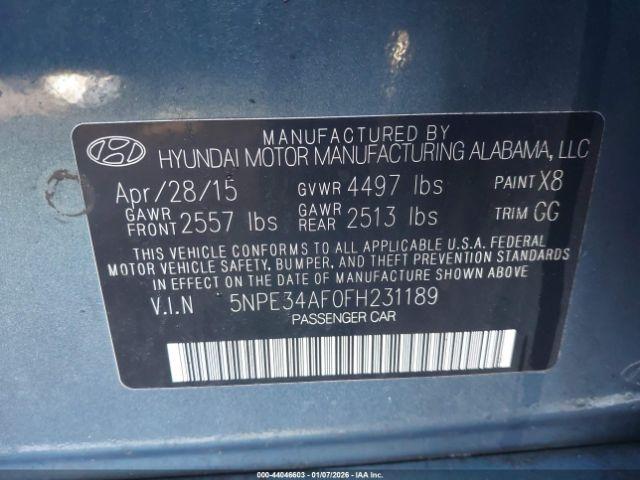 MANUFACTURED BY
HYUNDAI MOTOR MANUFACTURING ALABAMA, LLC
Apr/28/15 GVWR 4497 lbs PAINT X8
GAWR FRONT 2557 lbs GAWR REAR 2513 lbs TRIM GG
THIS VEHICLE CONFORMS TO ALL APPLICABLE U.S.A. FEDERAL
MOTOR VEHICLE SAFETY, BUMPER, AND THEFT PREVENTION STANDARDS
IN EFFECT ON THE DATE OF MANUFACTURE SHOWN ABOVE
V.I.N 5NPE34AF0FH231189
PASSENGER CAR
000-44046603 - 01/07/2026 - IAA Inc.